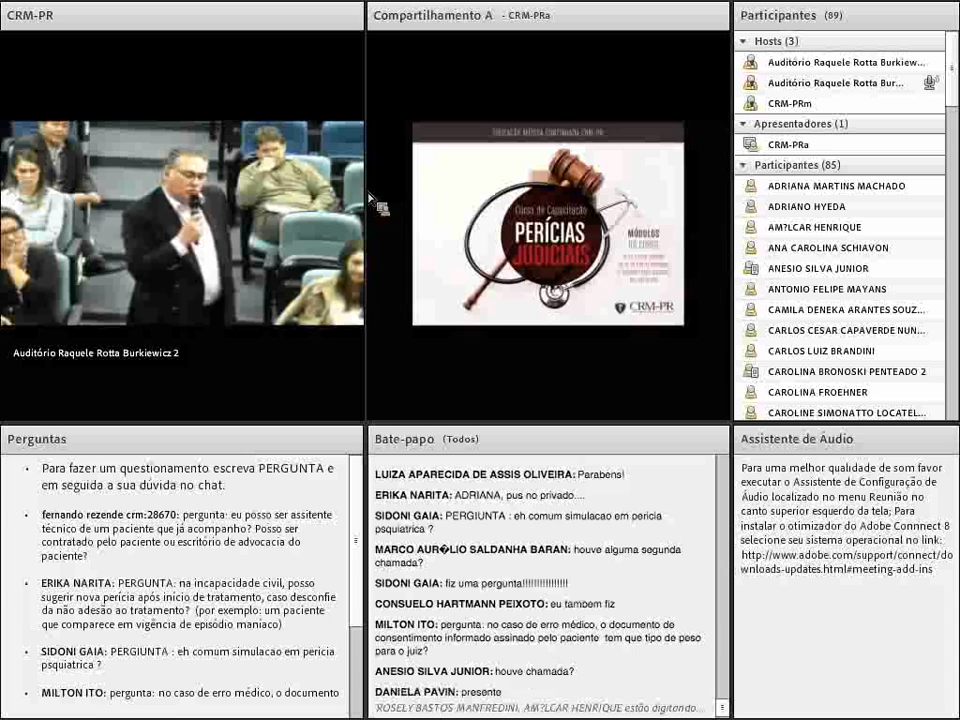 CRM-PR
Auditório Raquele Rotta Burkiewicz 2
Compartilhamento A - CRM-PRa
EDUCAÇÃO MÉDICA CONTINUADA CRM-PR
Curso de Capacitação
PERÍCIAS
JUDICIAIS
MÓDULOS
DO CURSO
CRM-PR
Participantes (89)
Hosts (3)
Auditório Raquele Rotta Burkiew...
Auditório Raquele Rotta Bur...
CRM-PRm
Apresentadores (1)
CRM-PRa
Participantes (85)
ADRIANA MARTINS MACHADO
ADRIANO HYEDA
AM?LCAR HENRIQUE
ANA CAROLINA SCHIAVON
ANESIO SILVA JUNIOR
ANTONIO FELIPE MAYANS
CAMILA DENEKA ARANTES SOUZ...
CARLOS CESAR CAPAVERDE NUN...
CARLOS LUIZ BRANDINI
CAROLINA BRONOSKI PENTEADO 2
CAROLINA FROEHNER
CAROLINE SIMONATTO LOCATEL...
Perguntas
• Para fazer um questionamento escreva PERGUNTA e
em seguida a sua dúvida no chat.
• fernando rezende crm:28670: pergunta: eu posso ser assitente
técnico de um paciente que já acompanho? Posso ser
contratado pelo paciente ou escritório de advocacia do
paciente?
• ERIKA NARITA: PERGUNTA: na incapacidade civil, posso
sugerir nova perícia após início de tratamento, caso desconfie
da não adesão ao tratamento? (por exemplo: um paciente
que comparece em vigência de episódio maníaco)
• SIDONI GAIA: PERGIUNTA : eh comum simulacao em pericia
psquiatrica ?
• MILTON ITO: pergunta: no caso de erro médico, o documento
Bate-papo (Todos)
LUIZA APARECIDA DE ASSIS OLIVEIRA: Parabens!
ERIKA NARITA: ADRIANA, pus no privado....
SIDONI GAIA: PERGIUNTA : eh comum simulacao em pericia
psquiatrica ?
MARCO AUR�LIO SALDANHA BARAN: houve alguma segunda
chamada?
SIDONI GAIA: fiz uma pergunta!!!!!!!!!!!!!!!!
CONSUELO HARTMANN PEIXOTO: eu tambem fiz
MILTON ITO: pergunta: no caso de erro médico, o documento de
consentimento informado assinado pelo paciente tem que tipo de peso
para o juiz?
ANESIO SILVA JUNIOR: houve chamada?
DANIELA PAVIN: presente
'ROSELY BASTOS MANFREDINI, AM?LCAR HENRIQUE estão digitando...
Assistente de Áudio
Para uma melhor qualidade de som favor
executar o Assistente de Configuração de
Áudio localizado no menu Reunião no
canto superior esquerdo da tela; Para
instalar o otimizador do Adobe Connnect 8
selecione seu sistema operacional no link:
http://www.adobe.com/support/connect/do
wnloads-updates.html#meeting-add-ins